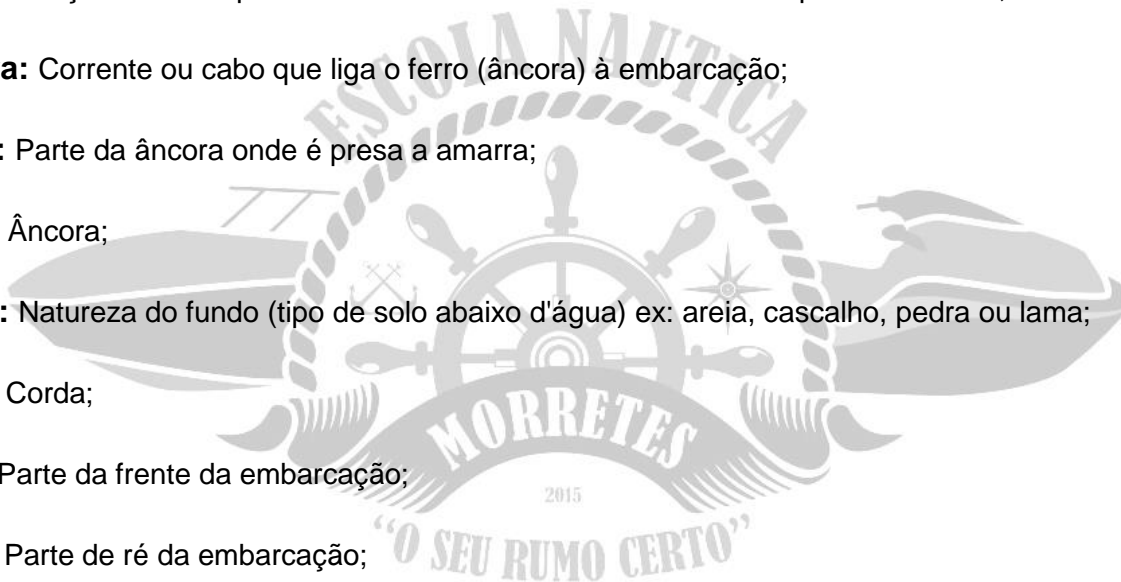 a: Corrente ou cabo que liga o ferro (âncora) à embarcação;
: Parte da âncora onde é presa a amarra;
Âncora;
: Natureza do fundo (tipo de solo abaixo d'água) ex: areia, cascalho, pedra ou lama;
Corda;
Parte da frente da embarcação;
Parte de ré da embarcação;
ESCOLA NAUTICA
MORRETES
2015
“O SEU RUMO CERTO”